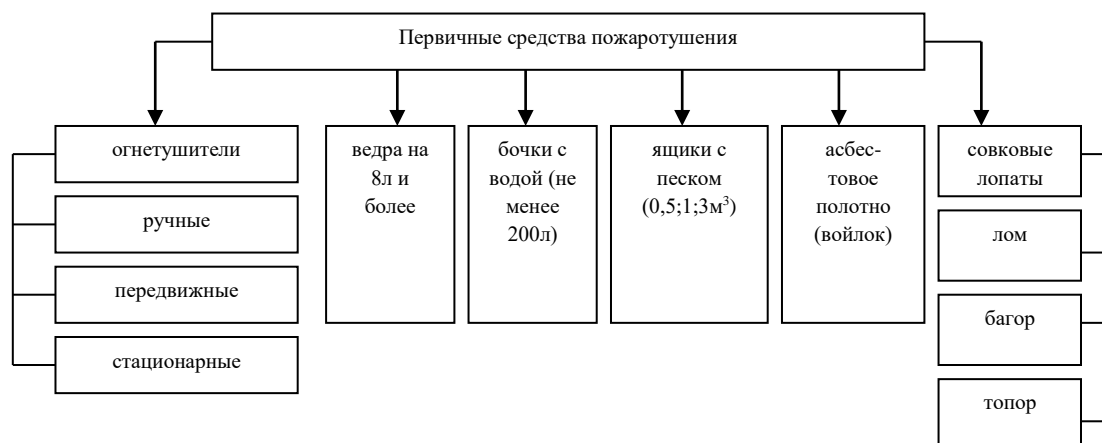 Первичные средства пожаротушения
огнетушители
ручные
передвижные
стационарные
ведра на
8л и
более
бочки с
водой (не
менее
200л)
ящики с
песком
(0,5;1;3м³)
асбес-
товое
полотно
(войлок)
совковые
лопаты
лом
багор
топор